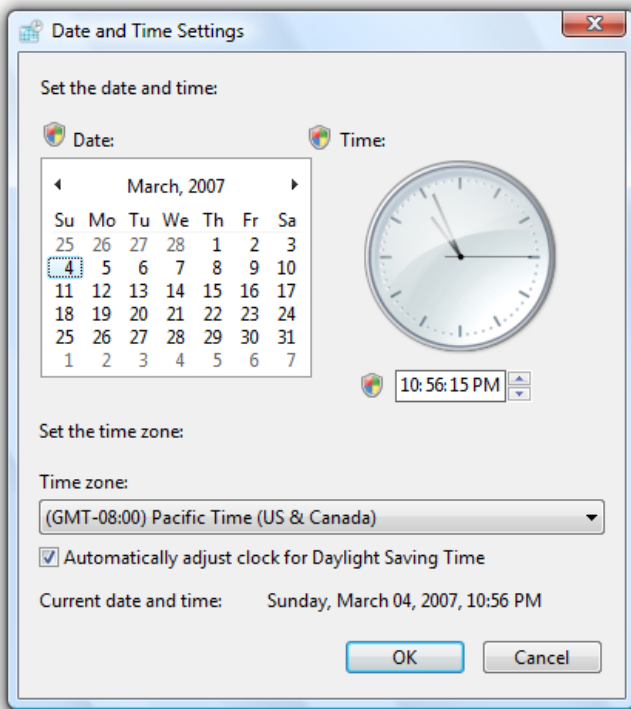 Date and Time Settings
Set the date and time:
Date:
Time:
March, 2007
Su Mo Tu We Th Fr Sa
25 26 27 28 1 2 3
4 5 6 7 8 9 10
11 12 13 14 15 16 17
18 19 20 21 22 23 24
25 26 27 28 29 30 31
1 2 3 4 5 6 7
10:56:15 PM
Set the time zone:
Time zone:
(GMT-08:00) Pacific Time (US & Canada)
Automatically adjust clock for Daylight Saving Time
Current date and time: Sunday, March 04, 2007, 10:56 PM
OK Cancel